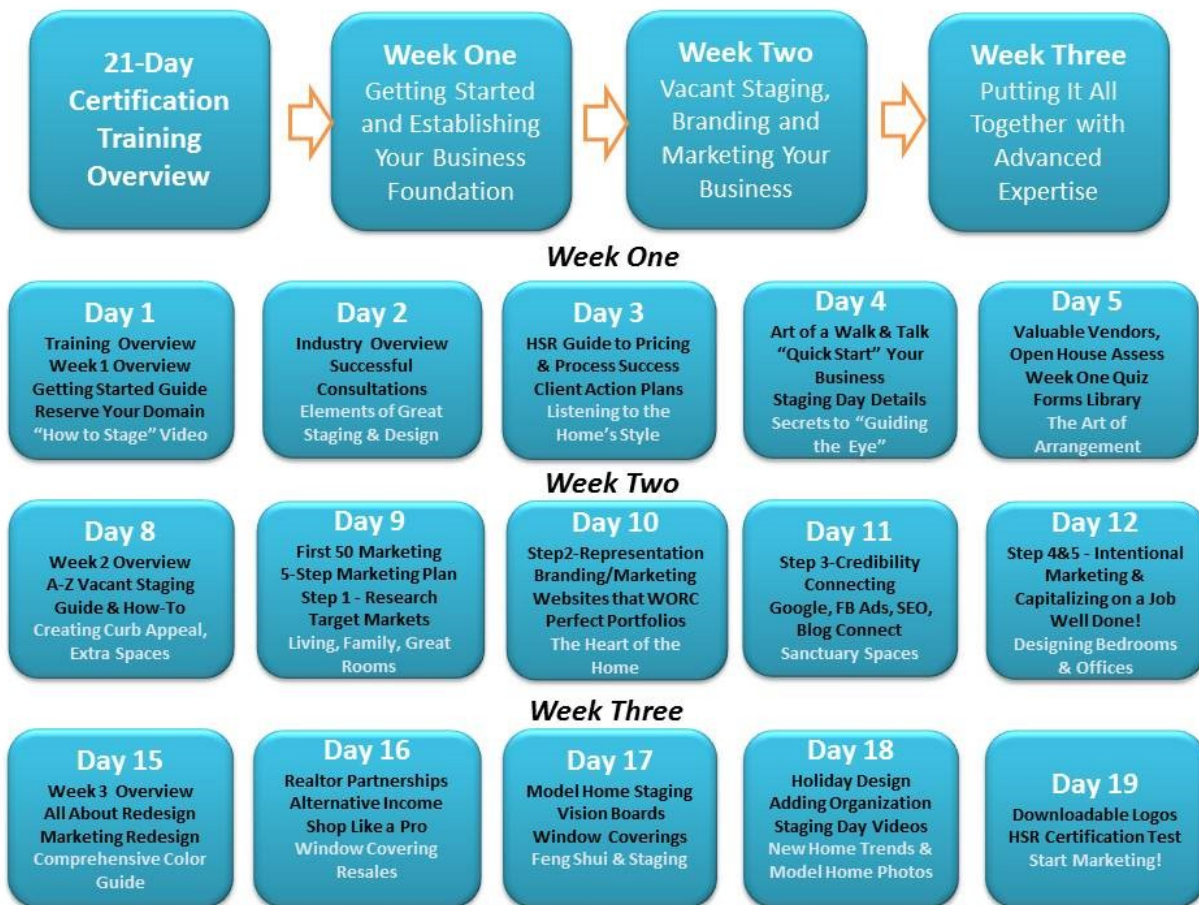 21-Day
Certification
Training
Overview
Week One
Getting Started
and Establishing
Your Business
Foundation
Week Two
Vacant Staging,
Branding and
Marketing Your
Business
Week Three
Putting It All
Together with
Advanced
Expertise
Week One
Day 1
Training Overview
Week 1 Overview
Getting Started Guide
Reserve Your Domain
“How to Stage” Video
Day 2
Industry Overview
Successful
Consultations
Elements of Great
Staging & Design
Day 3
HSR Guide to Pricing
& Process Success
Client Action Plans
Listening to the
Home’s Style
Day 4
Art of a Walk & Talk
“Quick Start” Your
Business
Staging Day Details
Secrets to “Guiding
the Eye”
Day 5
Valuable Vendors,
Open House Assess
Week One Quiz
Forms Library
The Art of
Arrangement
Week Two
Day 8
Week 2 Overview
A-Z Vacant Staging
Guide & How-To
Creating Curb Appeal,
Extra Spaces
Day 9
First 50 Marketing
5-Step Marketing Plan
Step 1 - Research
Target Markets
Living, Family, Great
Rooms
Day 10
Step2-Representation
Branding/Marketing
Websites that WORC
Perfect Portfolios
The Heart of the
Home
Day 11
Step 3-Credibility
Connecting
Google, FB Ads, SEO,
Blog Connect
Sanctuary Spaces
Day 12
Step 4&5 - Intentional
Marketing &
Capitalizing on a Job
Well Done!
Designing Bedrooms
& Offices
Week Three
Day 15
Week 3 Overview
All About Redesign
Marketing Redesign
Comprehensive Color
Guide
Day 16
Realtor Partnerships
Alternative Income
Shop Like a Pro
Window Covering
Resales
Day 17
Model Home Staging
Vision Boards
Window Coverings
Feng Shui & Staging
Day 18
Holiday Design
Adding Organization
Staging Day Videos
New Home Trends &
Model Home Photos
Day 19
Downloadable Logos
HSR Certification Test
Start Marketing!